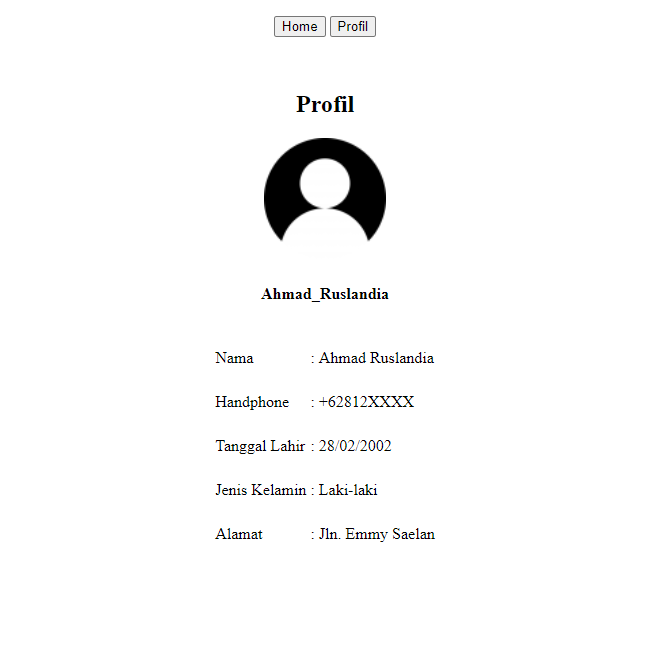 Home Profil
Profil
Ahmad_Ruslandia
Nama : Ahmad Ruslandia
Handphone : +62812XXXX
Tanggal Lahir : 28/02/2002
Jenis Kelamin : Laki-laki
Alamat : Jln. Emmy Saelan